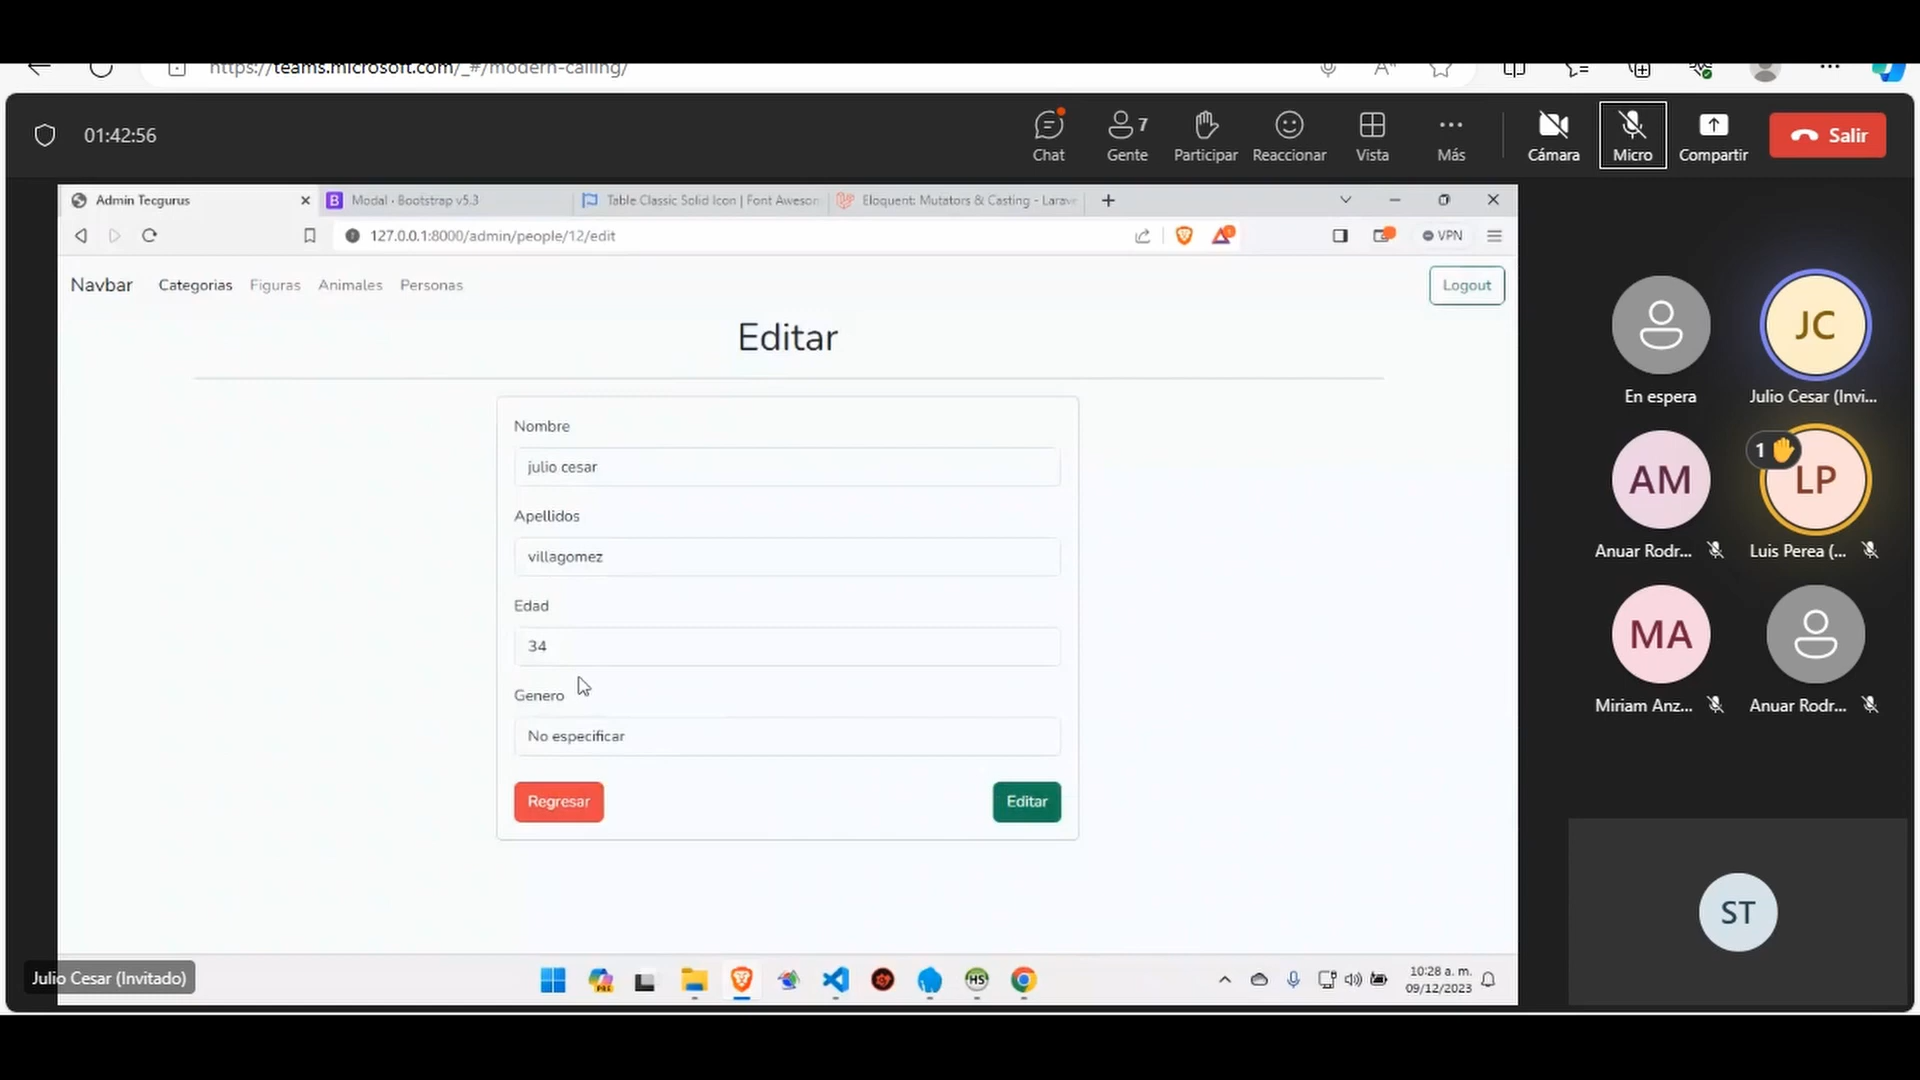 https://teams.microsoft.com/_#/modern-calling/
01:42:56
Chat
7
Gente
Participar
Reaccionar
Vista
Más
Cámara
Micro
Compartir
Salir
Admin Tecgurus
B Modal · Bootstrap v5.3
Table Classic Solid Icon | Font Aweson
Eloquent: Mutators & Casting - Larave
127.0.0.1:8000/admin/people/12/edit
VPN
Navbar
Categorias
Figuras
Animales
Personas
Logout
Editar
Nombre
julio cesar
Apellidos
villagomez
Edad
34
Genero
No especificar
Regresar
Editar
En espera
JC
Julio Cesar (Invi...
AM
Anuar Rodr...
1
LP
Luis Perea (...
MA
Miriam Anz...
Anuar Rodr...
ST
Julio Cesar (Invitado)
PRE
HS
10:28 a. m.
09/12/2023